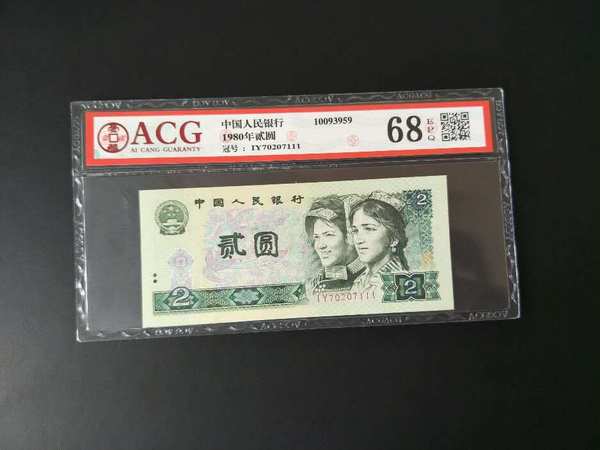 ACG
AI CANG GUARANTY
中国人民银行 10093959
1980年贰圆
冠号： IY70207111
68 EPQ
中国人民银行
贰圆
2
IY70207111
2
2